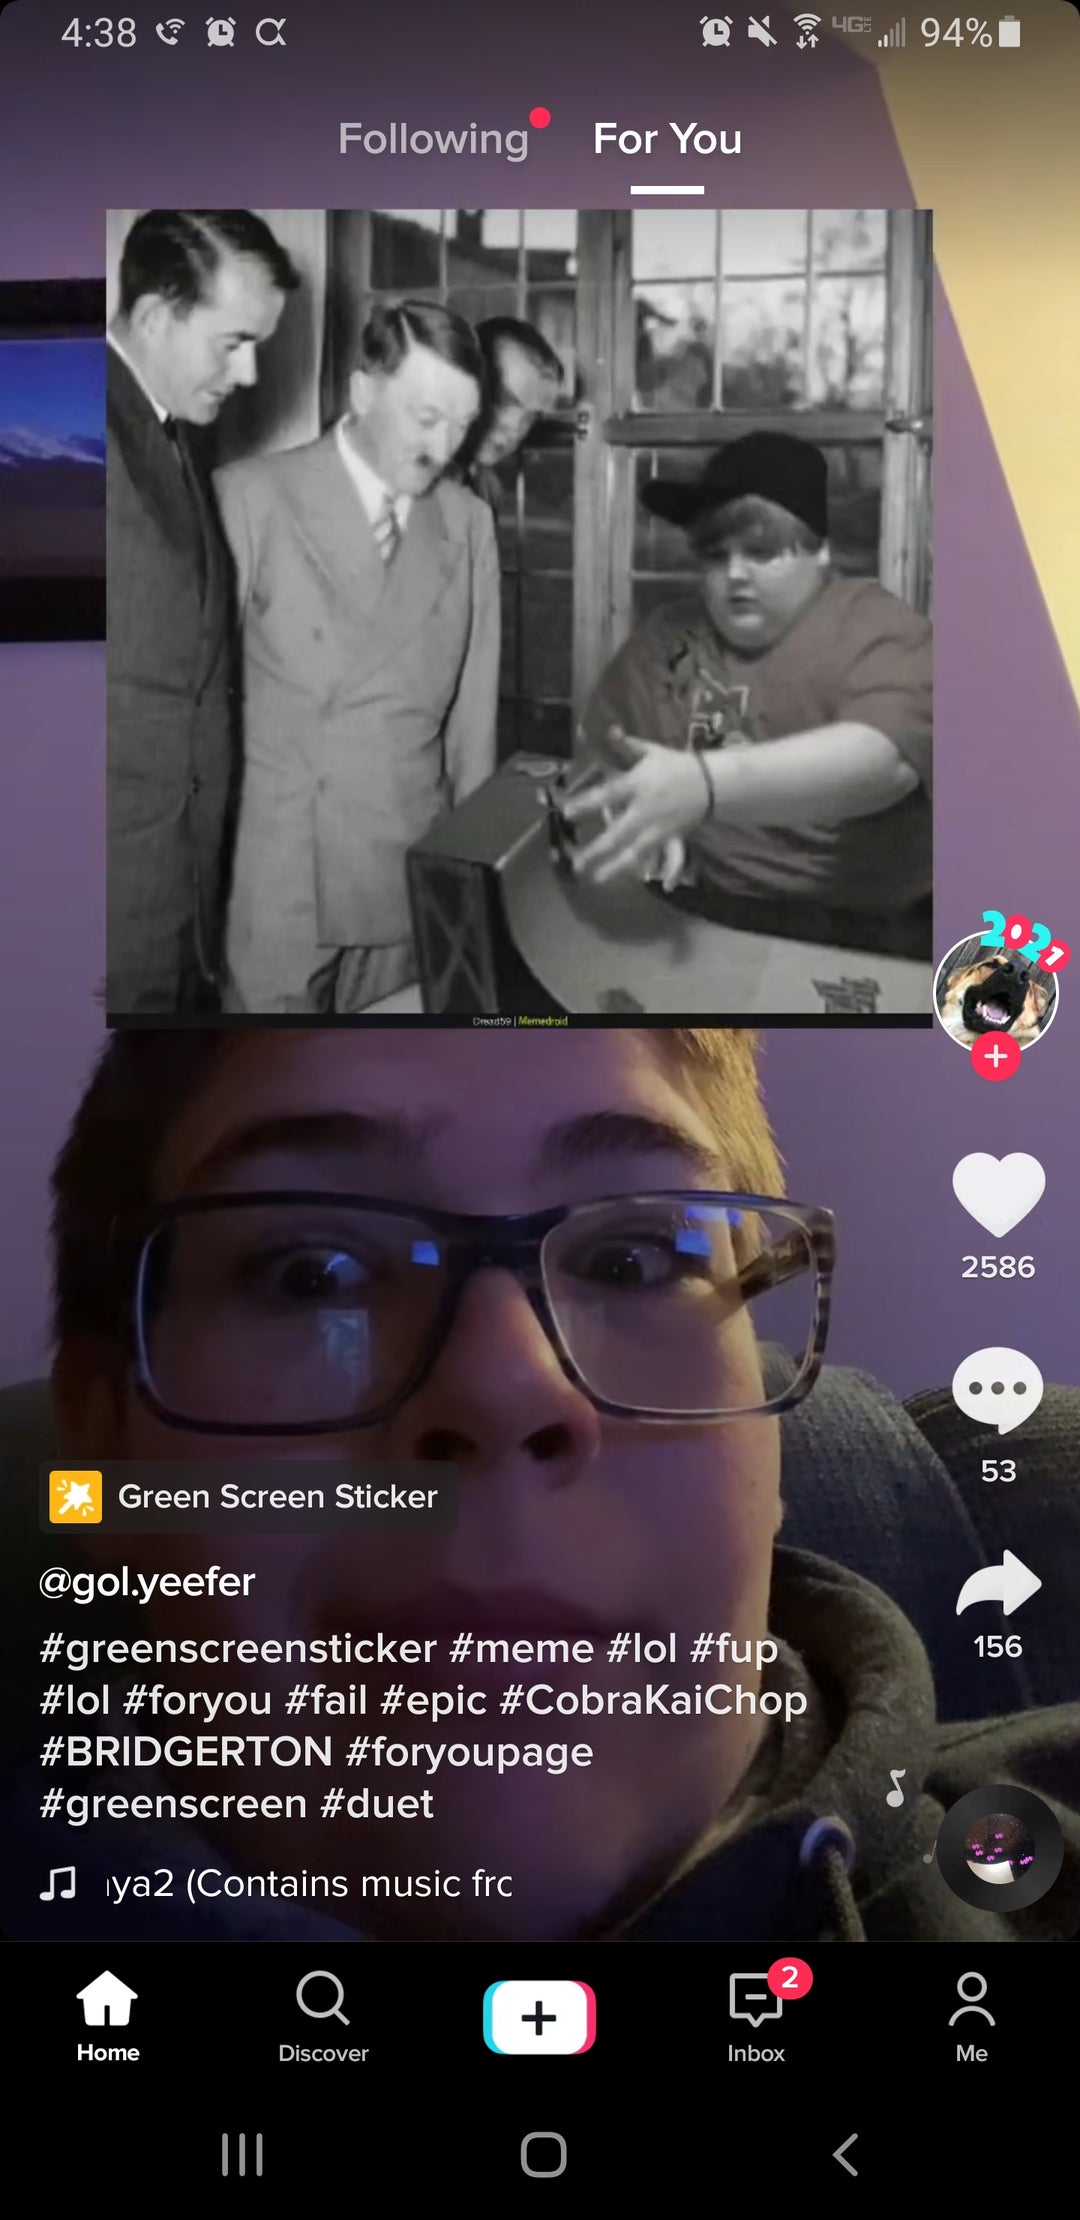 4:38
4GE 94%
Following For You
Dread59 | Memedroid
2021
2586
53
Green Screen Sticker
156
@gol.yeefer
#greenscreensticker #meme #lol #fup
#lol #foryou #fail #epic #CobraKaiChop
#BRIDGERTON #foryoupage
#greenscreen #duet
ya2 (Contains music frc
2
Home Discover Inbox Me